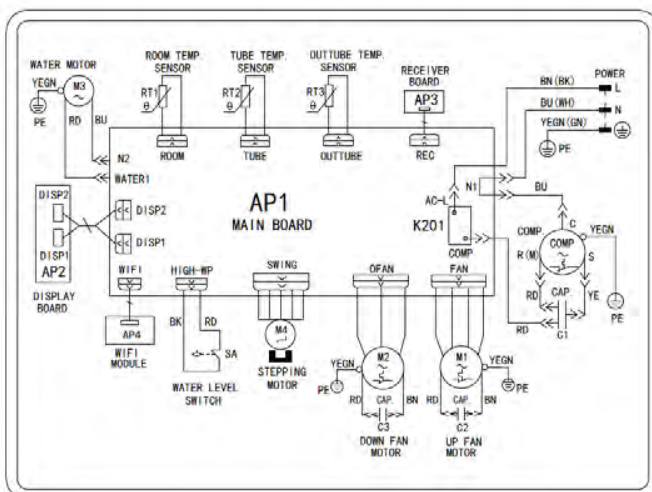 ROOM TEMP. SENSOR
TUBE TEMP. SENSOR
OUTTUBE TEMP. SENSOR
WATER MOTOR
RECEIVER BOARD
POWER
YEGN
M3
RT1
θ
RT2
θ
RT3
θ
AP3
BN(BK)
L
BU(WH)
N
YEGN(GN)
PE
PE
RD
BU
ROOM
TUBE
OUTTUBE
REC
N2
WATER1
AP1
MAIN BOARD
AC-L
N1
BU
K201
COMP
DISP2
DISP1
AP2
DISPLAY BOARD
DISP2
DISP1
C
YEGN
COMP.
COMP
R(M)
S
PE
RD
CAP.
YE
C1
RD
WIFI
HIGH-WP
SWING
OFAN
FAN
AP4
WIFI MODULE
BK
RD
SA
WATER LEVEL SWITCH
M4
STEPPING MOTOR
M2
YEGN
PE
RD
CAP.
BN
C3
DOWN FAN MOTOR
M1
YEGN
PE
RD
CAP.
BN
C2
UP FAN MOTOR